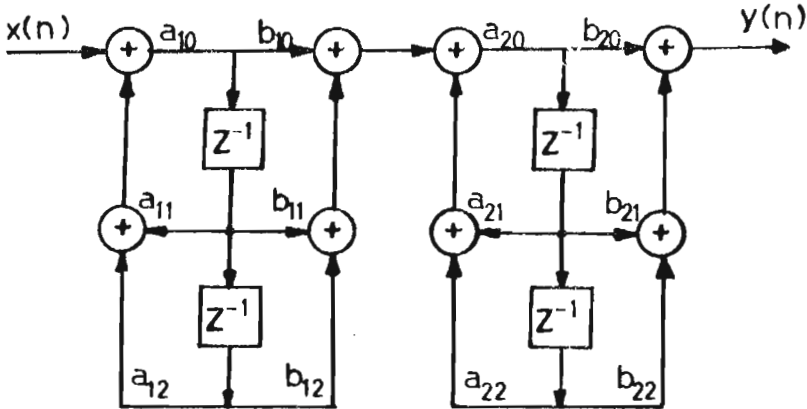 x(n) a₁₀ b₁₀ a₂₀ b₂₀ y(n)
+ + + +
z⁻¹ z⁻¹
a₁₁ b₁₁ a₂₁ b₂₁
+ + + +
z⁻¹ z⁻¹
a₁₂ b₁₂ a₂₂ b₂₂